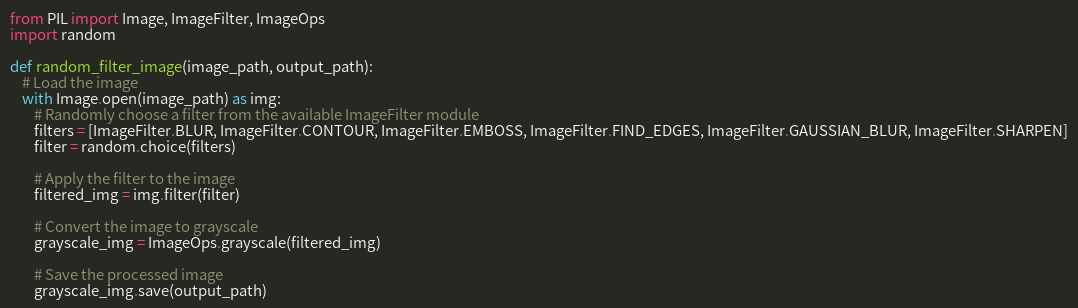 from PIL import Image, ImageFilter, ImageOps
import random
def random_filter_image(image_path, output_path):
# Load the image
with Image.open(image_path) as img:
# Randomly choose a filter from the available ImageFilter module
filters = [ImageFilter.BLUR, ImageFilter.CONTOUR, ImageFilter.EMBOSS, ImageFilter.FIND_EDGES, ImageFilter.GAUSSIAN_BLUR, ImageFilter.SHARPEN]
filter = random.choice(filters)
# Apply the filter to the image
filtered_img = img.filter(filter)
# Convert the image to grayscale
grayscale_img = ImageOps.grayscale(filtered_img)
# Save the processed image
grayscale_img.save(output_path)